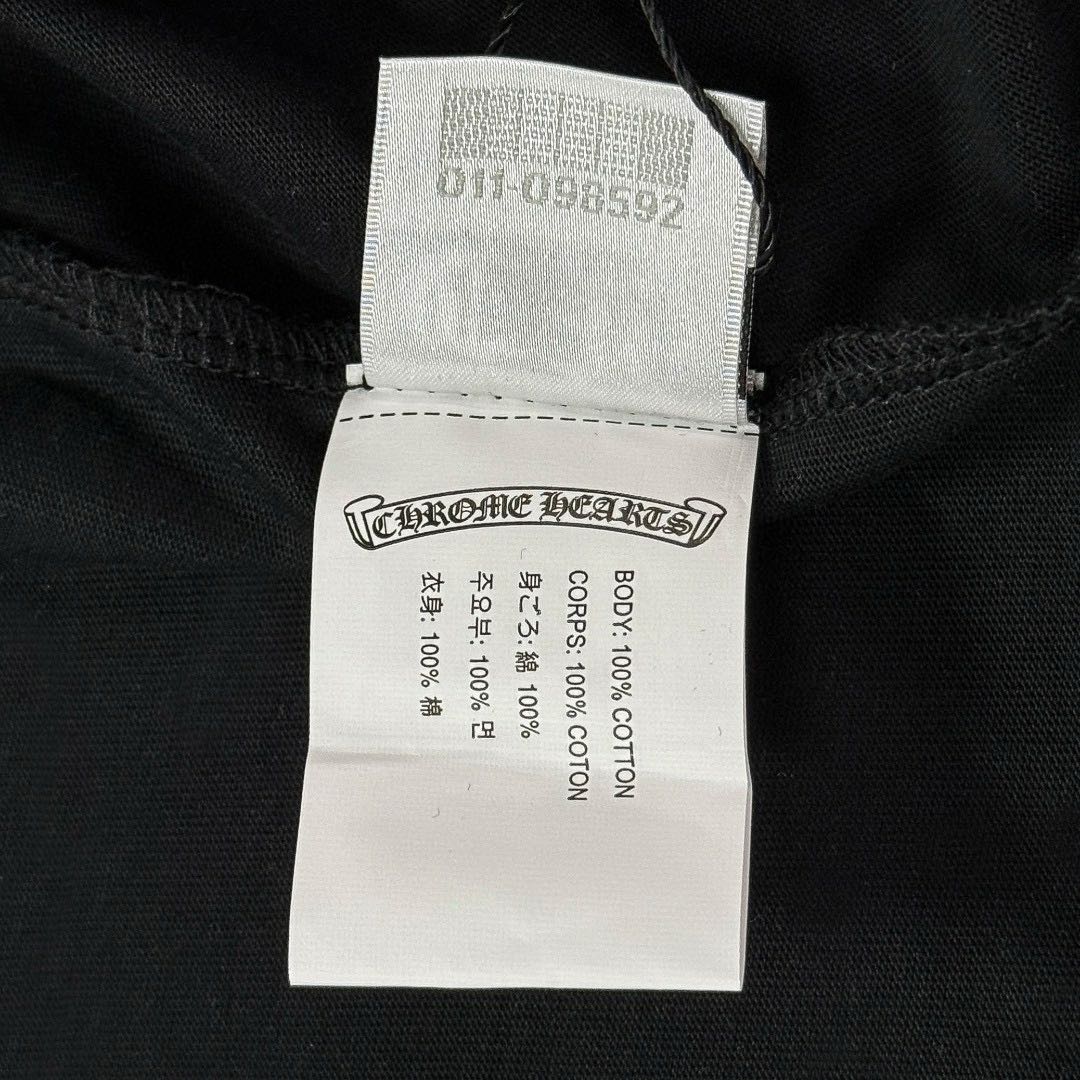 011-098592
CHROME HEARTS
BODY: 100% COTTON
CORPS: 100% COTON
身ごろ: 綿 100%
주요부: 100% 면
衣身: 100% 棉